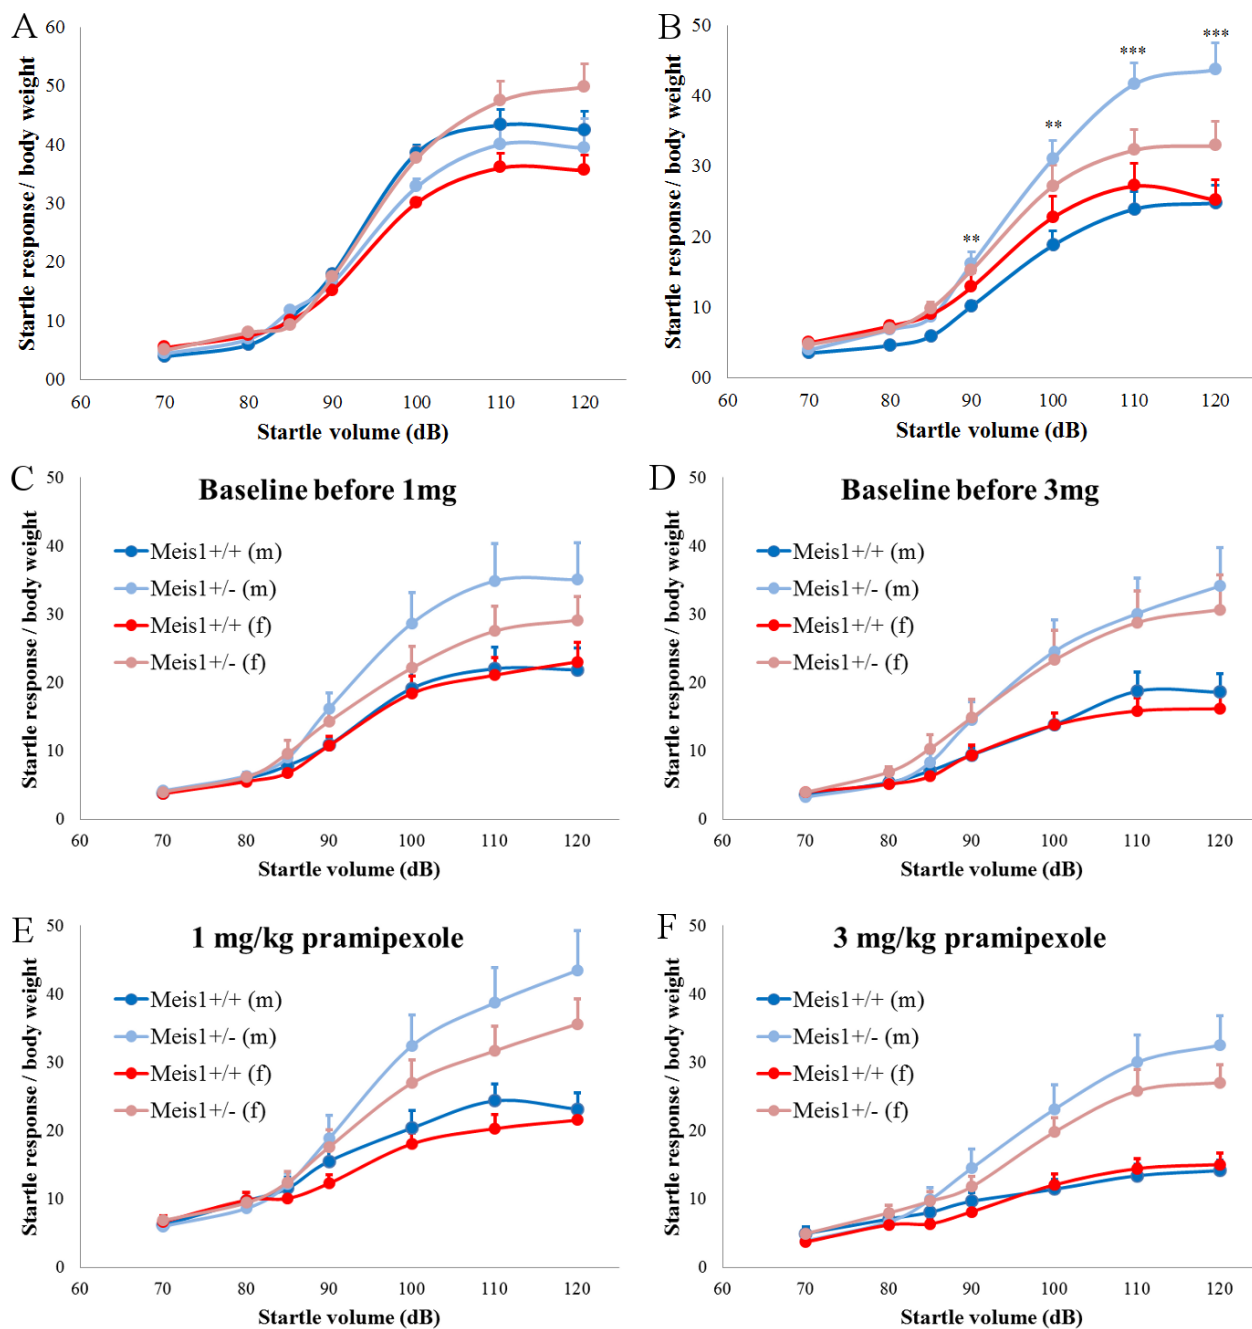 A
60
50
40
30
20
10
00
60 70 80 90 100 110 120
Startle response / body weight
Startle volume (dB)
B
50
40
30
20
10
00
60 70 80 90 100 110 120
Startle response / body weight
Startle volume (dB)
**
**
***
***
C
Baseline before 1mg
50
40
30
20
10
0
60 70 80 90 100 110 120
Startle response / body weight
Startle volume (dB)
Meis1+/+ (m)
Meis1+/- (m)
Meis1+/+ (f)
Meis1+/- (f)
D
Baseline before 3mg
50
40
30
20
10
0
60 70 80 90 100 110 120
Startle response / body weight
Startle volume (dB)
Meis1+/+ (m)
Meis1+/- (m)
Meis1+/+ (f)
Meis1+/- (f)
E
1 mg/kg pramipexole
50
40
30
20
10
0
60 70 80 90 100 110 120
Startle response / body weight
Startle volume (dB)
Meis1+/+ (m)
Meis1+/- (m)
Meis1+/+ (f)
Meis1+/- (f)
F
3 mg/kg pramipexole
50
40
30
20
10
0
60 70 80 90 100 110 120
Startle response / body weight
Startle volume (dB)
Meis1+/+ (m)
Meis1+/- (m)
Meis1+/+ (f)
Meis1+/- (f)